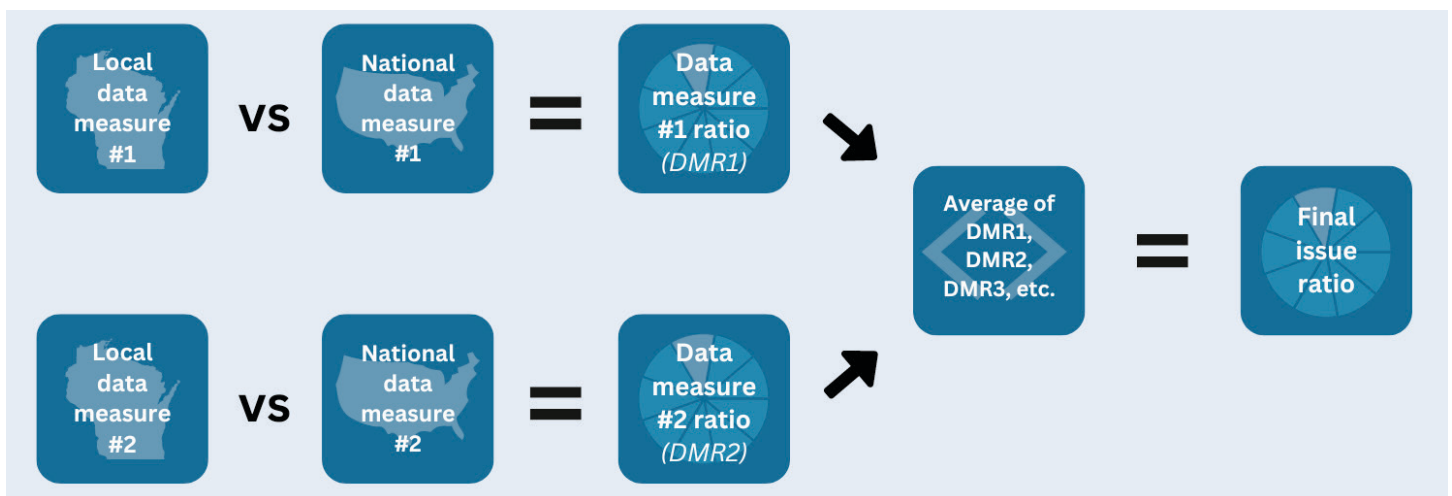 Local
data
measure
#1
vs
National
data
measure
#1
=
Data
measure
#1 ratio
(DMR1)
Average of
DMR1,
DMR2,
DMR3, etc.
=
Final
issue
ratio
Local
data
measure
#2
vs
National
data
measure
#2
=
Data
measure
#2 ratio
(DMR2)